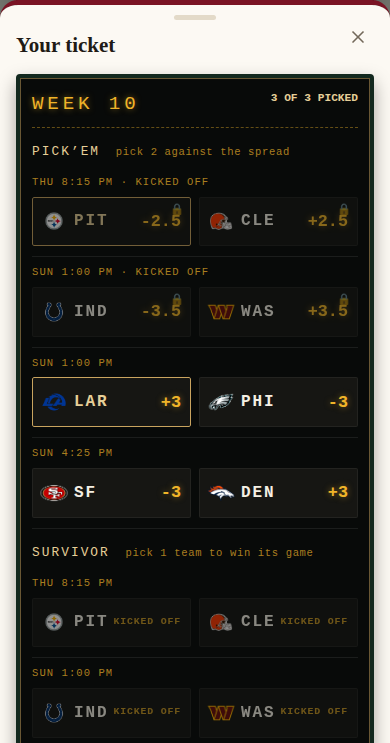 Your ticket
WEEK 10
3 OF 3 PICKED
PICK’EM pick 2 against the spread
THU 8:15 PM · KICKED OFF
PIT -2.5 CLE +2.5
SUN 1:00 PM · KICKED OFF
IND -3.5 WAS +3.5
SUN 1:00 PM
LAR +3 PHI -3
SUN 4:25 PM
SF -3 DEN +3
SURVIVOR pick 1 team to win its game
THU 8:15 PM
PIT KICKED OFF CLE KICKED OFF
SUN 1:00 PM
IND KICKED OFF WAS KICKED OFF